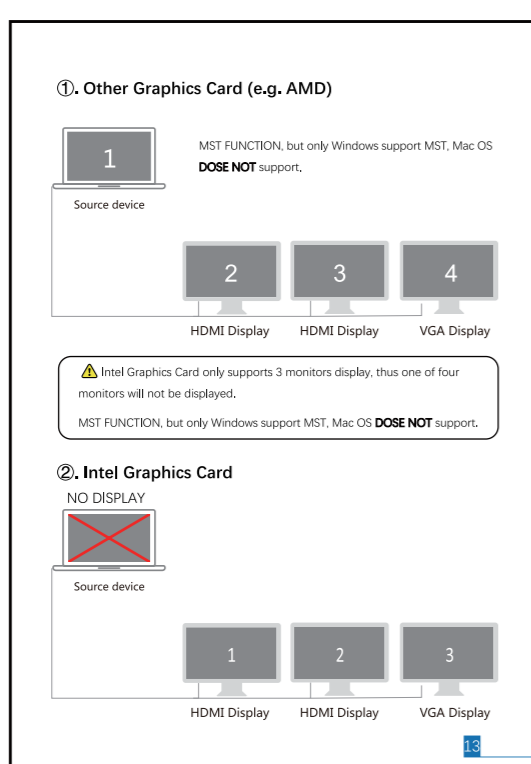 ①. Other Graphics Card (e.g. AMD)
1
MST FUNCTION, but only Windows support MST, Mac OS
DOSE NOT support.
Source device
2
3
4
HDMI Display
HDMI Display
VGA Display
⚠ Intel Graphics Card only supports 3 monitors display, thus one of four
monitors will not be displayed.
MST FUNCTION, but only Windows support MST, Mac OS DOSE NOT support.
②. Intel Graphics Card
NO DISPLAY
Source device
1
2
3
HDMI Display
HDMI Display
VGA Display
13